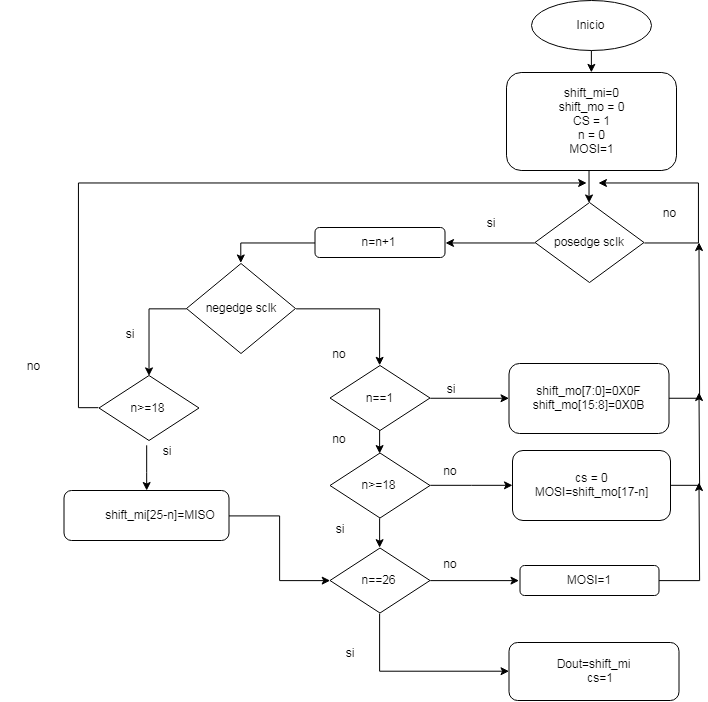 Inicio
shift_mi=0
shift_mo = 0
CS = 1
n = 0
MOSI=1
no
si
posedge sclk
n=n+1
negedge sclk
si
no
no
n==1
si
shift_mo[7:0]=0X0F
shift_mo[15:8]=0X0B
n>=18
no
si
n>=18
no
cs = 0
MOSI=shift_mo[17-n]
shift_mi[25-n]=MISO
si
n==26
no
MOSI=1
si
Dout=shift_mi
cs=1